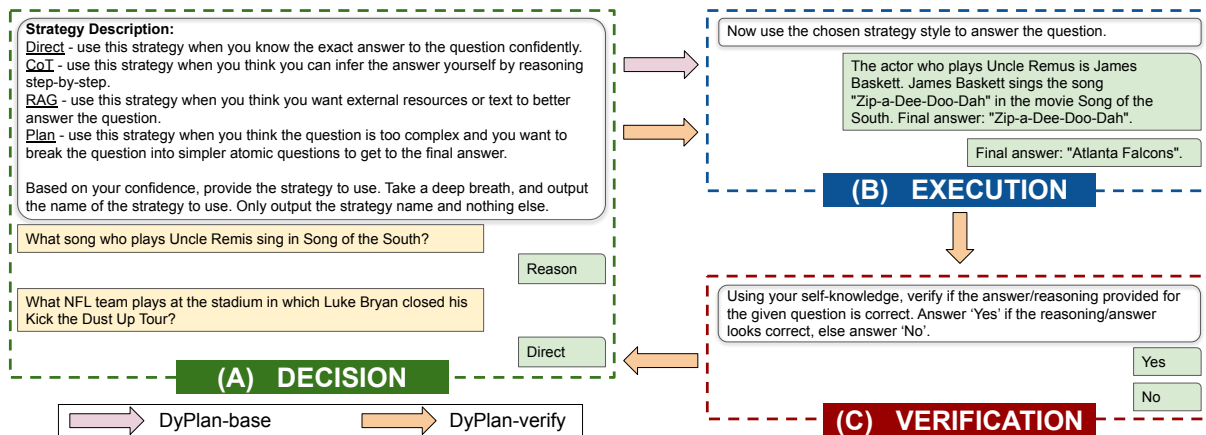 Strategy Description:
Direct - use this strategy when you know the exact answer to the question confidently.
CoT - use this strategy when you think you can infer the answer yourself by reasoning
step-by-step.
RAG - use this strategy when you think you want external resources or text to better
answer the question.
Plan - use this strategy when you think the question is too complex and you want to
break the question into simpler atomic questions to get to the final answer.
Based on your confidence, provide the strategy to use. Take a deep breath, and output
the name of the strategy to use. Only output the strategy name and nothing else.
What song who plays Uncle Remis sing in Song of the South?
Reason
What NFL team plays at the stadium in which Luke Bryan closed his
Kick the Dust Up Tour?
Direct
(A) DECISION
Now use the chosen strategy style to answer the question.
The actor who plays Uncle Remus is James
Baskett. James Baskett sings the song
"Zip-a-Dee-Doo-Dah" in the movie Song of the
South. Final answer: "Zip-a-Dee-Doo-Dah".
Final answer: "Atlanta Falcons".
(B) EXECUTION
Using your self-knowledge, verify if the answer/reasoning provided for
the given question is correct. Answer ‘Yes’ if the reasoning/answer
looks correct, else answer ‘No’.
Yes
No
(C) VERIFICATION
DyPlan-base
DyPlan-verify